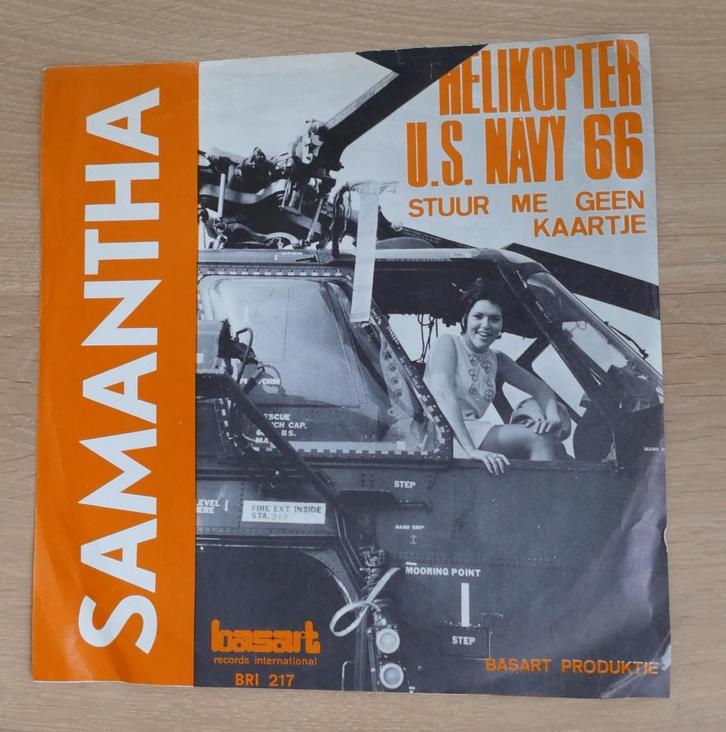 SAMANTHA
HELIKOPTER
U.S. NAVY 66
STUUR ME GEEN
KAARTJE
FIRE EXT. INSIDE
STA.
STEP
HAND GRIP
MOORING POINT
STEP
basart
records international
BRI 217
BASART PRODUKTIE